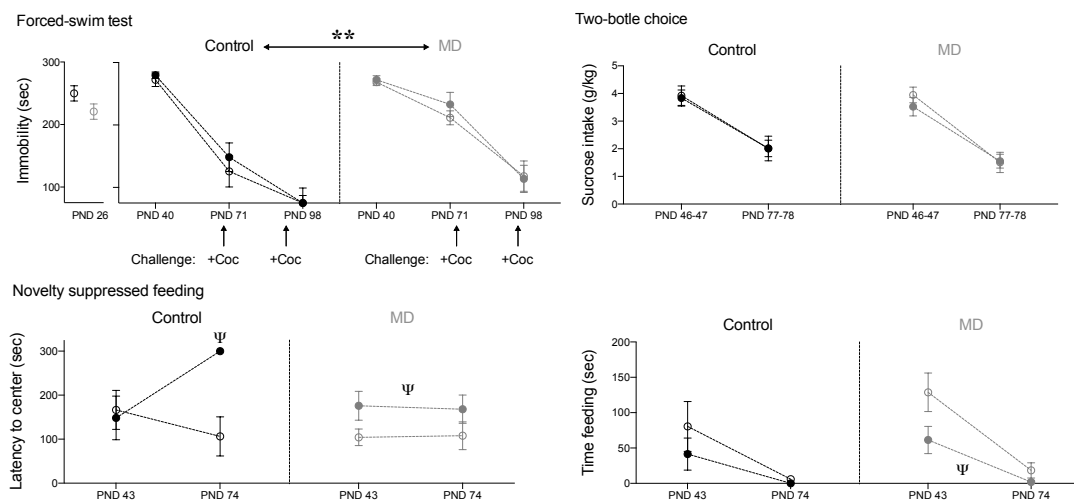 Forced-swim test
Control ** MD
Immobility (sec)
300
200
100
PND 26
PND 40 PND 71 PND 98 PND 40 PND 71 PND 98
Challenge: +Coc +Coc Challenge: +Coc +Coc
Two-botle choice
Control MD
Sucrose intake (g/kg)
5
4
3
2
1
0
PND 46-47 PND 77-78 PND 46-47 PND 77-78
Novelty suppressed feeding
Control MD
Latency to center (sec)
300
200
100
0
Ψ
Ψ
PND 43 PND 74 PND 43 PND 74
Control MD
Time feeding (sec)
200
150
100
50
0
Ψ
PND 43 PND 74 PND 43 PND 74